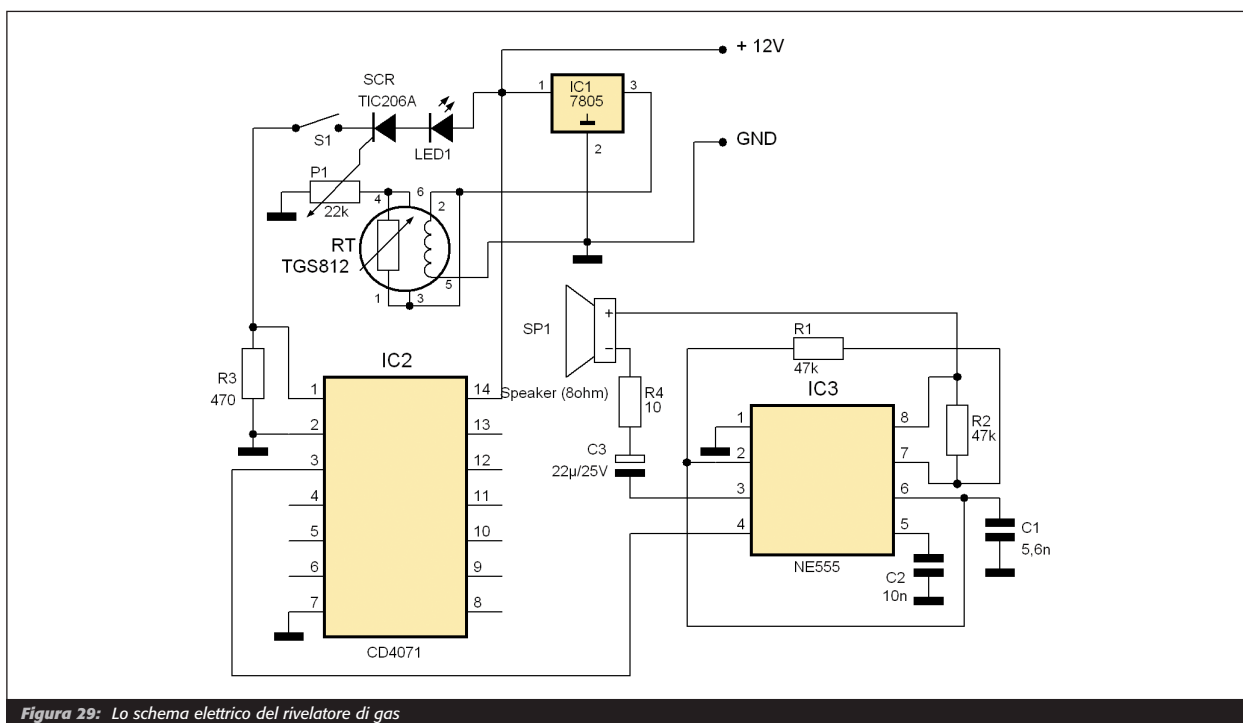 + 12V
SCR
TIC206A
1
IC1
7805
3
2
S1
LED1
GND
P1
22k
4
6
2
RT
TGS812
1
3
5
SP1
+
−
Speaker (8ohm)
R1
47k
R3
470
IC2
1
2
3
4
5
6
7
14
13
12
11
10
9
8
CD4071
R4
10
C3
22µ/25V
IC3
1
2
3
4
8
7
6
5
NE555
R2
47k
C1
5,6n
C2
10n
Figura 29: Lo schema elettrico del rivelatore di gas